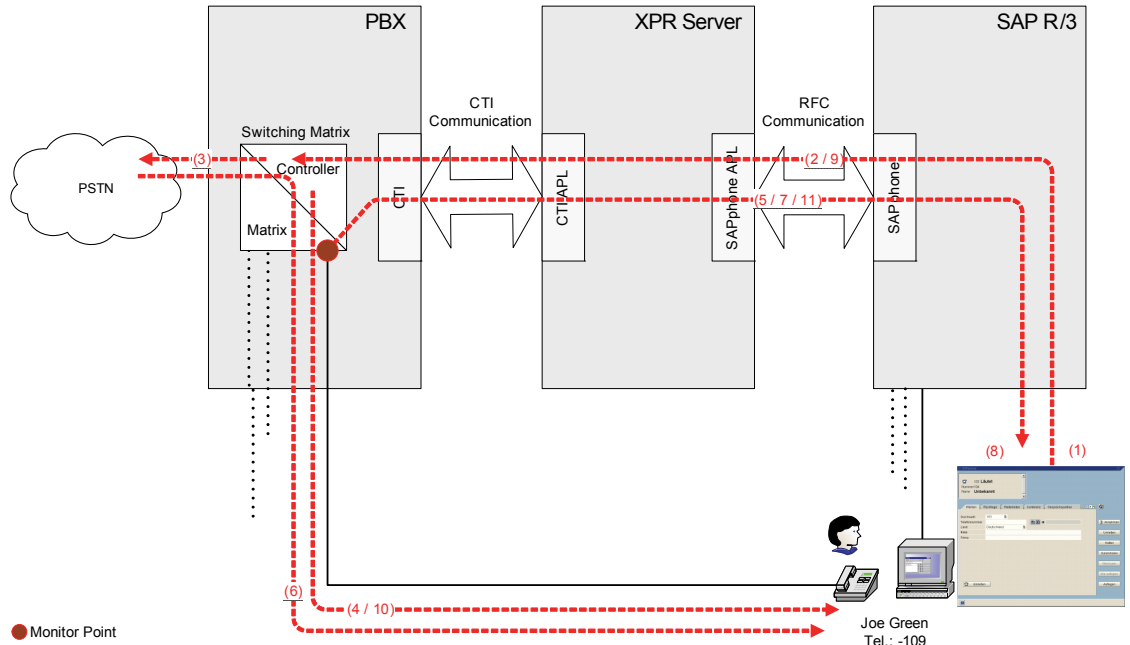 PBX
XPR Server
SAP R/3
CTI
Communication
RFC
Communication
Switching Matrix
Controller
Matrix
PSTN
(3)
CTI
CTI APL
SAPphone APL
SAPphone
(2 / 9)
(5 / 7 / 11)
(8)
(1)
(6)
(4 / 10)
Monitor Point
Joe Green
Tel.: -109